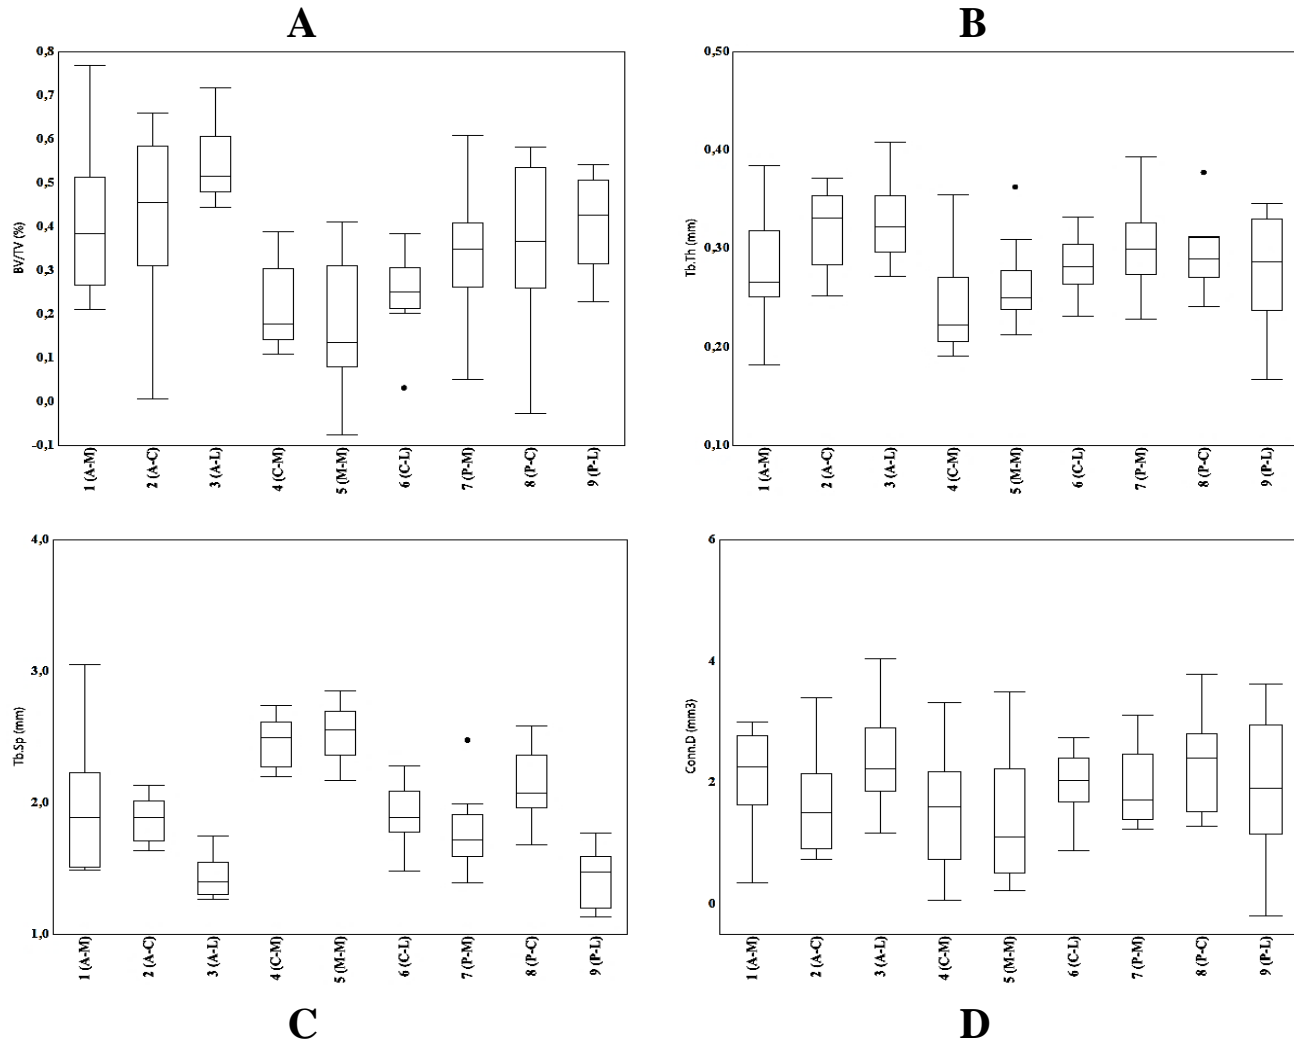 A
B
0,8
0,7
0,6
0,5
0,4
0,3
0,2
0,1
0,0
-0,1
BV/TV (%)
1 (A-M)
2 (A-C)
3 (A-L)
4 (C-M)
5 (M-M)
6 (C-L)
7 (P-M)
8 (P-C)
9 (P-L)
0,50
0,40
0,30
0,20
0,10
Tb.Th (mm)
1 (A-M)
2 (A-C)
3 (A-L)
4 (C-M)
5 (M-M)
6 (C-L)
7 (P-M)
8 (P-C)
9 (P-L)
4,0
3,0
2,0
1,0
Tb.Sp (mm)
1 (A-M)
2 (A-C)
3 (A-L)
4 (C-M)
5 (M-M)
6 (C-L)
7 (P-M)
8 (P-C)
9 (P-L)
6
4
2
0
Conn.D (mm3)
1 (A-M)
2 (A-C)
3 (A-L)
4 (C-M)
5 (M-M)
6 (C-L)
7 (P-M)
8 (P-C)
9 (P-L)
C
D